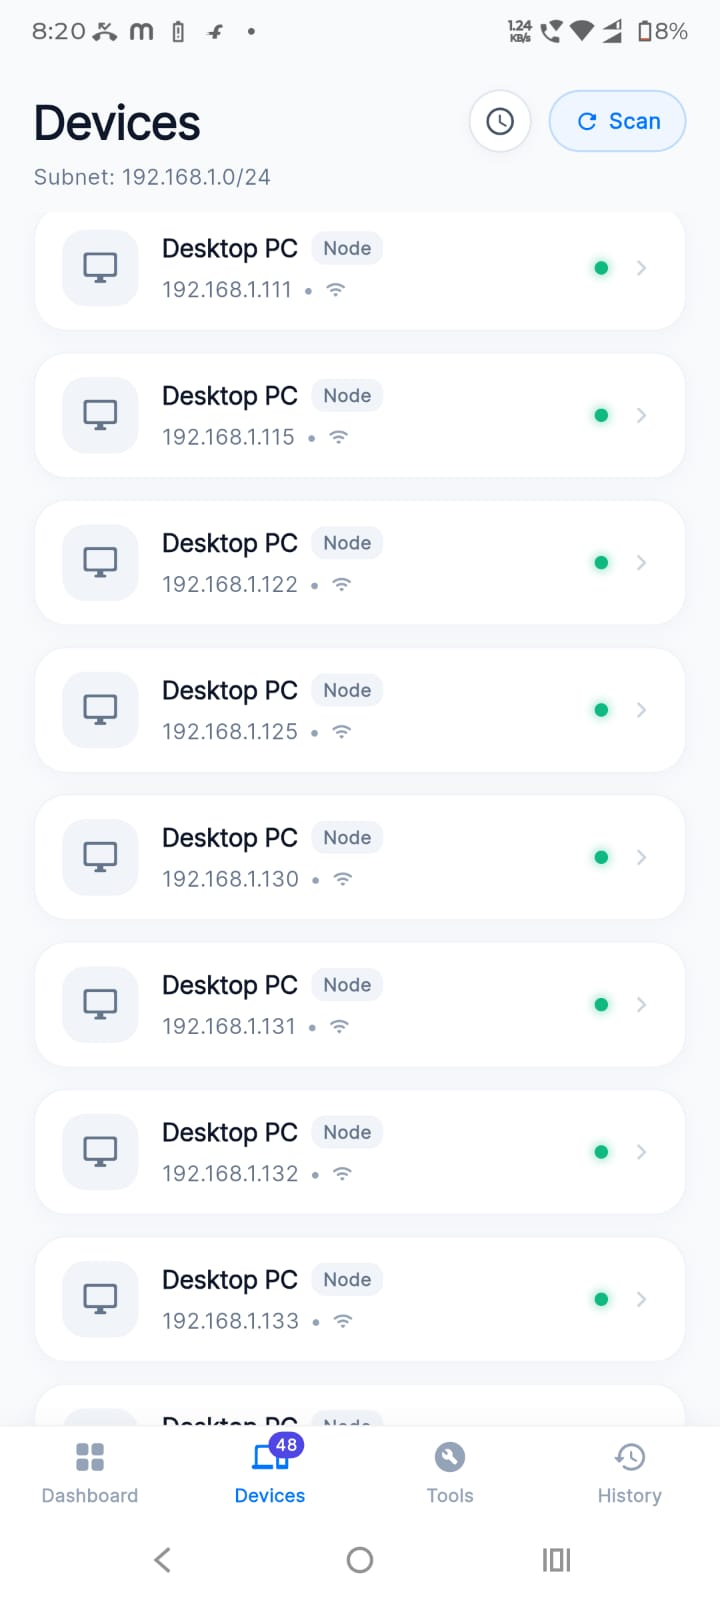 8:20
1.24 KB/s
8%
Devices
Scan
Subnet: 192.168.1.0/24
Desktop PC Node
192.168.1.111 •
Desktop PC Node
192.168.1.115 •
Desktop PC Node
192.168.1.122 •
Desktop PC Node
192.168.1.125 •
Desktop PC Node
192.168.1.130 •
Desktop PC Node
192.168.1.131 •
Desktop PC Node
192.168.1.132 •
Desktop PC Node
192.168.1.133 •
Desktop PC Node
48
Dashboard Devices Tools History